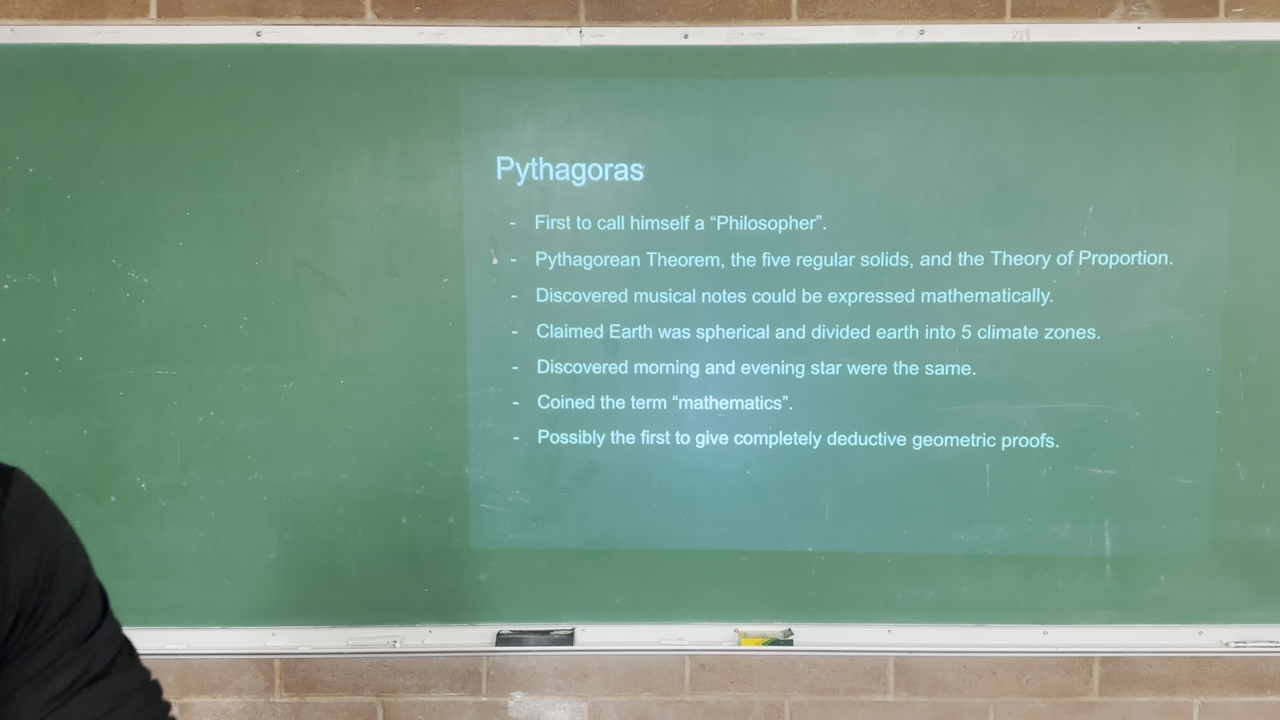 Pythagoras
- First to call himself a “Philosopher”.
- Pythagorean Theorem, the five regular solids, and the Theory of Proportion.
- Discovered musical notes could be expressed mathematically.
- Claimed Earth was spherical and divided earth into 5 climate zones.
- Discovered morning and evening star were the same.
- Coined the term “mathematics”.
- Possibly the first to give completely deductive geometric proofs.